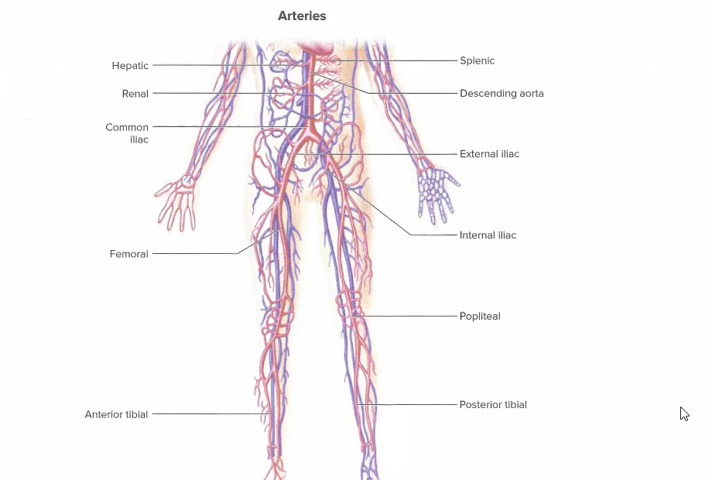 Arteries
Hepatic
Splenic
Renal
Descending aorta
Common
iliac
External iliac
Internal iliac
Femoral
Popliteal
Anterior tibial
Posterior tibial